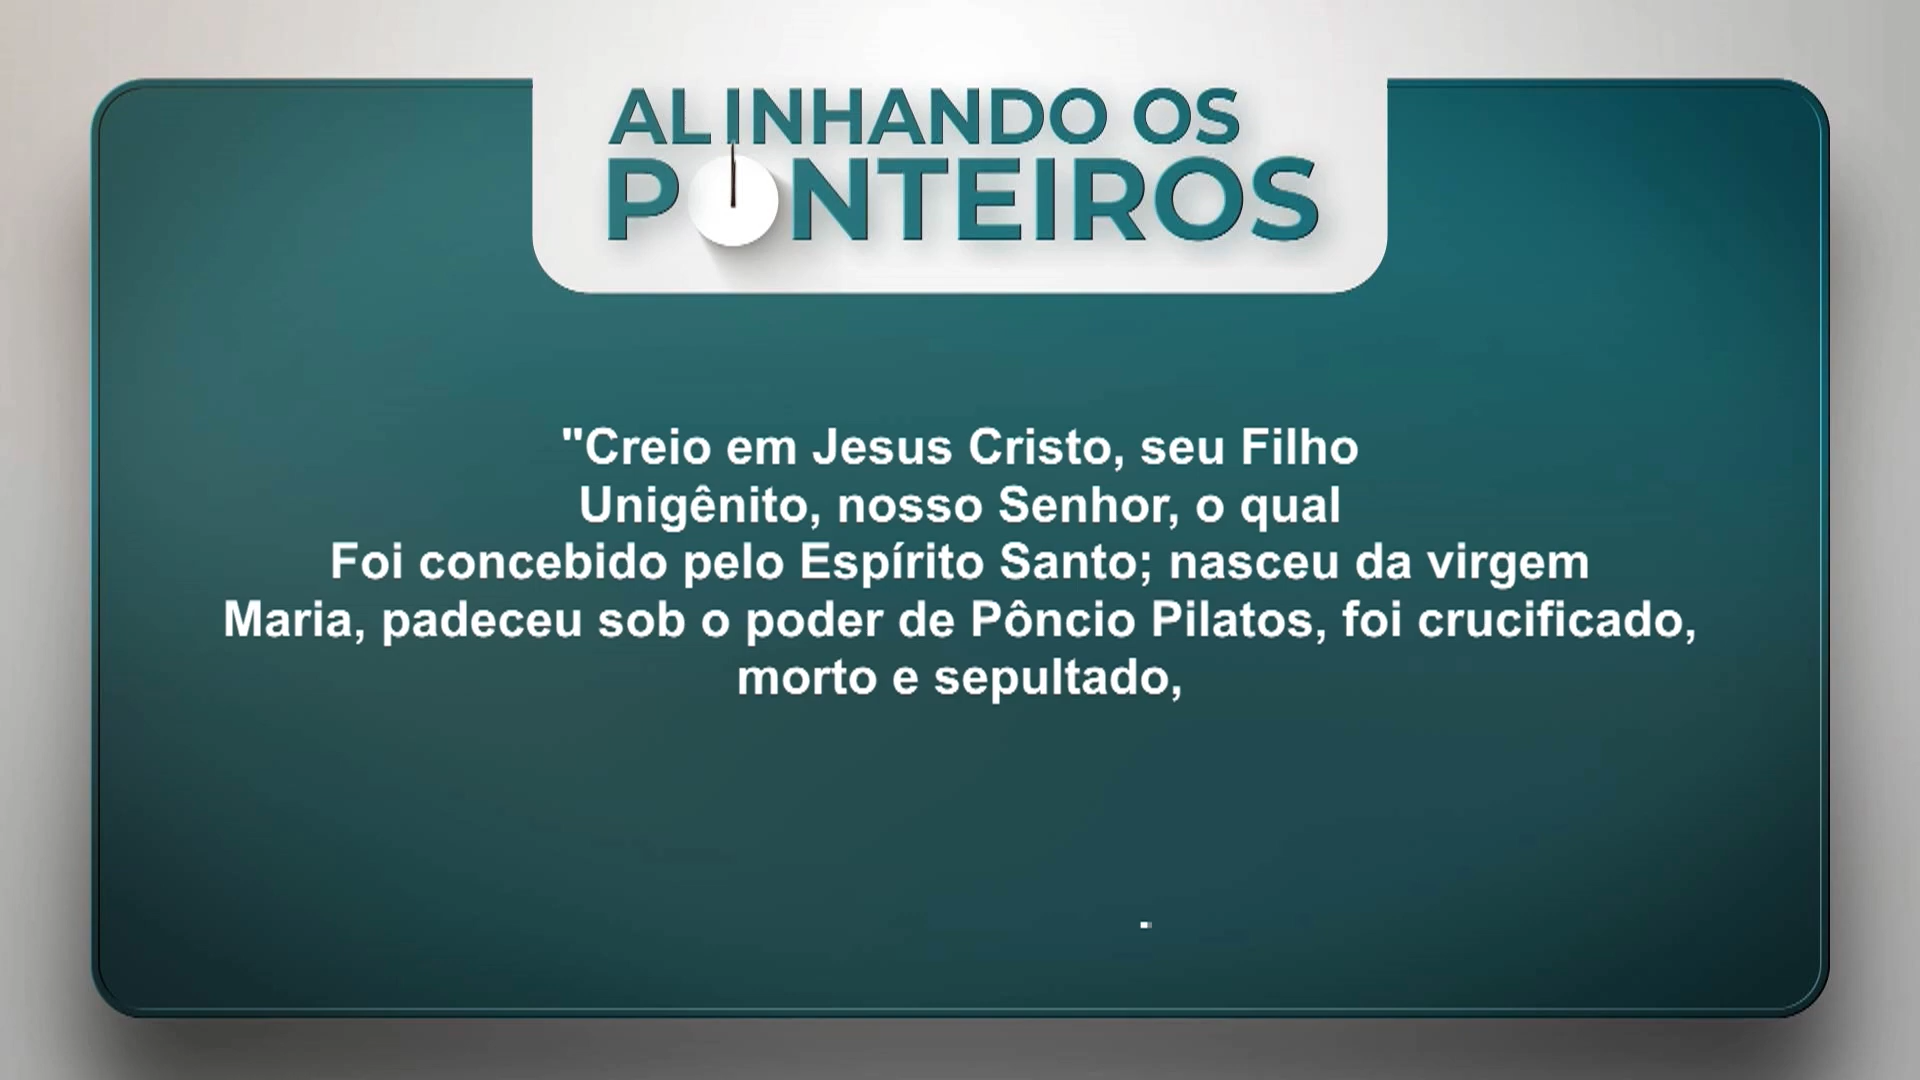 ALINHANDO OS
PONTEIROS
"Creio em Jesus Cristo, seu Filho
Unigênito, nosso Senhor, o qual
Foi concebido pelo Espírito Santo; nasceu da virgem
Maria, padeceu sob o poder de Pôncio Pilatos, foi crucificado,
morto e sepultado,